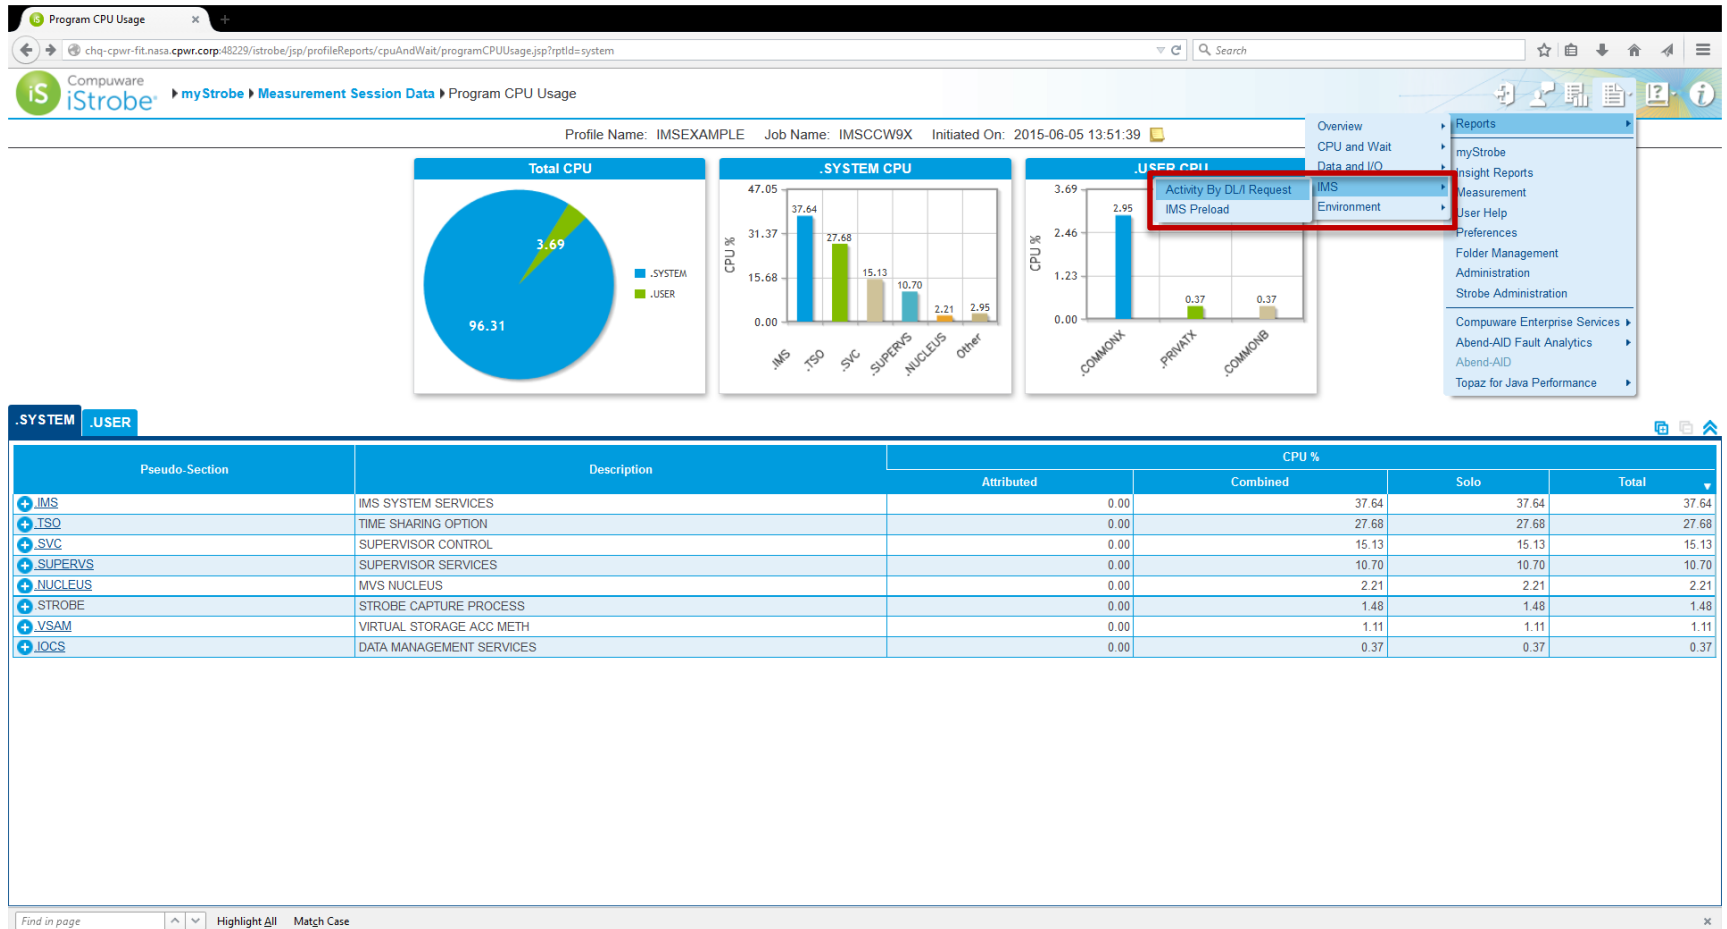 Program CPU Usage
chq-cpwr-fit.nasa.cpwr.corp:48229/istrobe/jsp/profileReports/cpuAndWait/programCPUUsage.jsp?rptId=system
Search
iS
Compuware
iStrobe
myStrobe Measurement Session Data Program CPU Usage
Profile Name: IMSEXAMPLE Job Name: IMSCCW9X Initiated On: 2015-06-05 13:51:39
Reports
myStrobe
Insight Reports
Measurement
User Help
Preferences
Folder Management
Administration
Strobe Administration
Compuware Enterprise Services
Abend-AID Fault Analytics
Abend-AID
Topaz for Java Performance
Overview
CPU and Wait
Data and I/O
IMS
Environment
Activity By DL/I Request
IMS Preload
Total CPU
3.69
96.31
.SYSTEM
.USER
.SYSTEM CPU
CPU %
47.05
31.37
15.68
0.00
37.64
27.68
15.13
10.70
2.21
2.95
.IMS
.TSO
.SVC
.SUPERVS
.NUCLEUS
Other
.USER CPU
CPU %
3.69
2.46
1.23
0.00
2.95
0.37
0.37
.COMMONX
.PRIVATX
.COMMONB
.SYSTEM .USER
Pseudo-Section Description CPU %
Attributed Combined Solo Total
.IMS IMS SYSTEM SERVICES 0.00 37.64 37.64 37.64
.TSO TIME SHARING OPTION 0.00 27.68 27.68 27.68
.SVC SUPERVISOR CONTROL 0.00 15.13 15.13 15.13
.SUPERVS SUPERVISOR SERVICES 0.00 10.70 10.70 10.70
.NUCLEUS MVS NUCLEUS 0.00 2.21 2.21 2.21
.STROBE STROBE CAPTURE PROCESS 0.00 1.48 1.48 1.48
.VSAM VIRTUAL STORAGE ACC METH 0.00 1.11 1.11 1.11
.IOCS DATA MANAGEMENT SERVICES 0.00 0.37 0.37 0.37
Find in page Highlight All Match Case